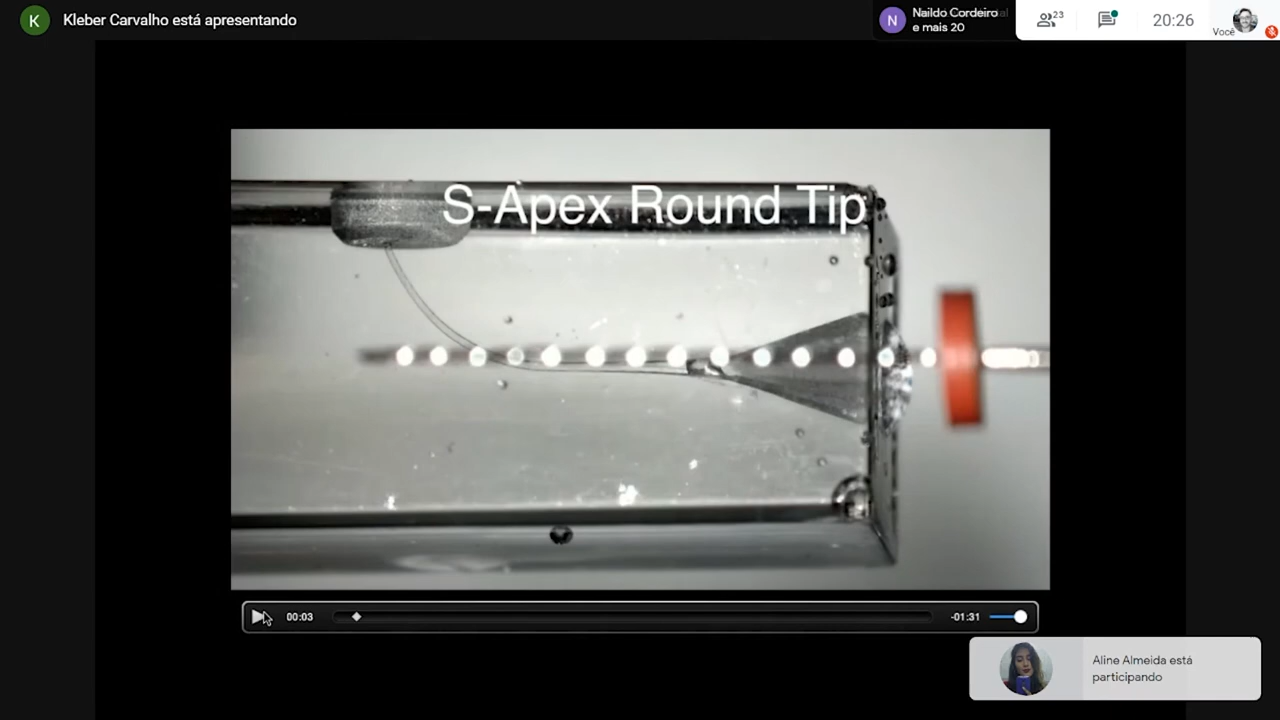 K
Kleber Carvalho está apresentando
N
Naildo Cordeiro
e mais 20
23
20:26
Você
S-Apex Round Tip
00:03
-01:31
Aline Almeida está
participando